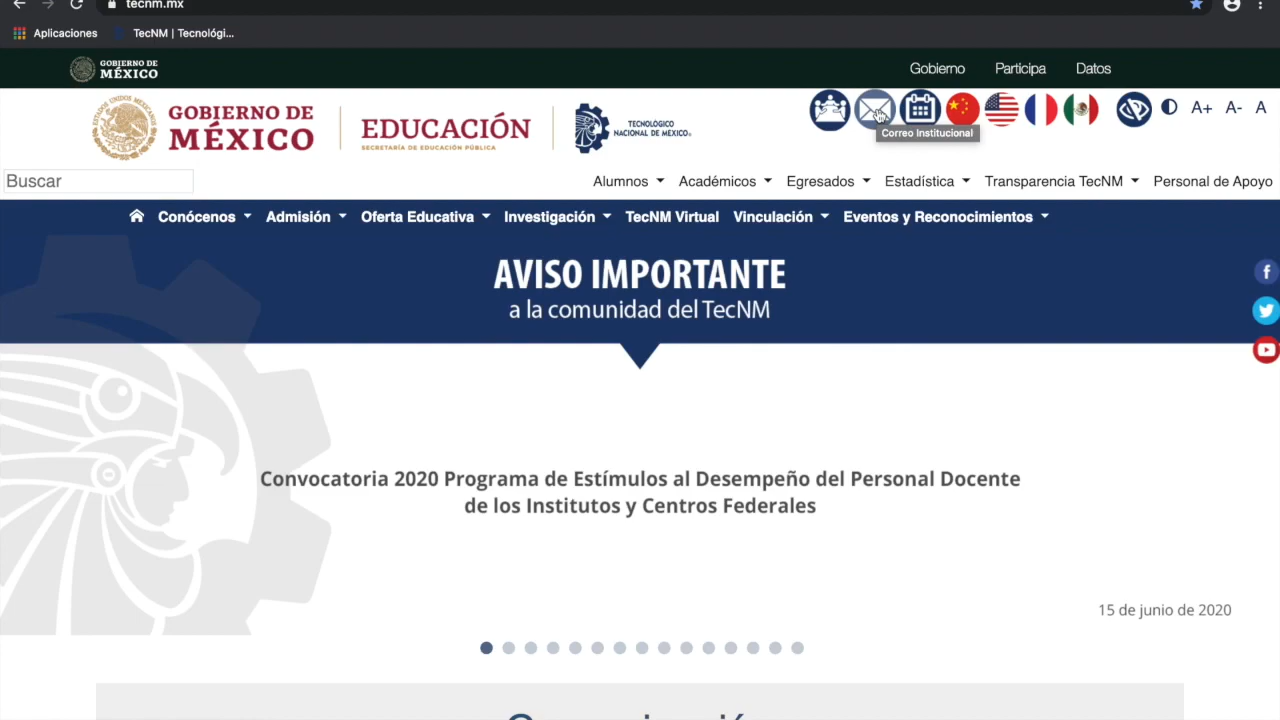 tecnm.mx
Aplicaciones
TecNM | Tecnológi...
GOBIERNO DE
MÉXICO
Gobierno Participa Datos
GOBIERNO DE
MÉXICO
EDUCACIÓN
SECRETARÍA DE EDUCACIÓN PÚBLICA
TECNOLÓGICO
NACIONAL DE MÉXICO®
A+ A- A
Correo Institucional
Buscar
Alumnos Académicos Egresados Estadística Transparencia TecNM Personal de Apoyo
Conócenos Admisión Oferta Educativa Investigación TecNM Virtual Vinculación Eventos y Reconocimientos
AVISO IMPORTANTE
a la comunidad del TecNM
Convocatoria 2020 Programa de Estímulos al Desempeño del Personal Docente
de los Institutos y Centros Federales
15 de junio de 2020